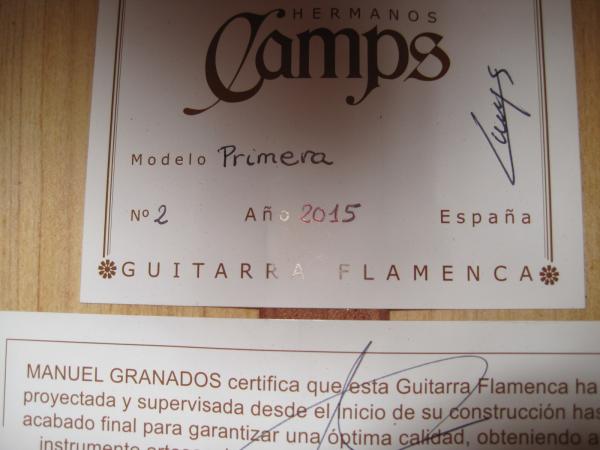 HERMANOS
Camps
Modelo Primera
Nº 2 Año 2015 España
GUITARRA FLAMENCA
MANUEL GRANADOS certifica que esta Guitarra Flamenca ha
proyectada y supervisada desde el Inicio de su construcción has
acabado final para garantizar una óptima calidad, obteniendo a
instrumento